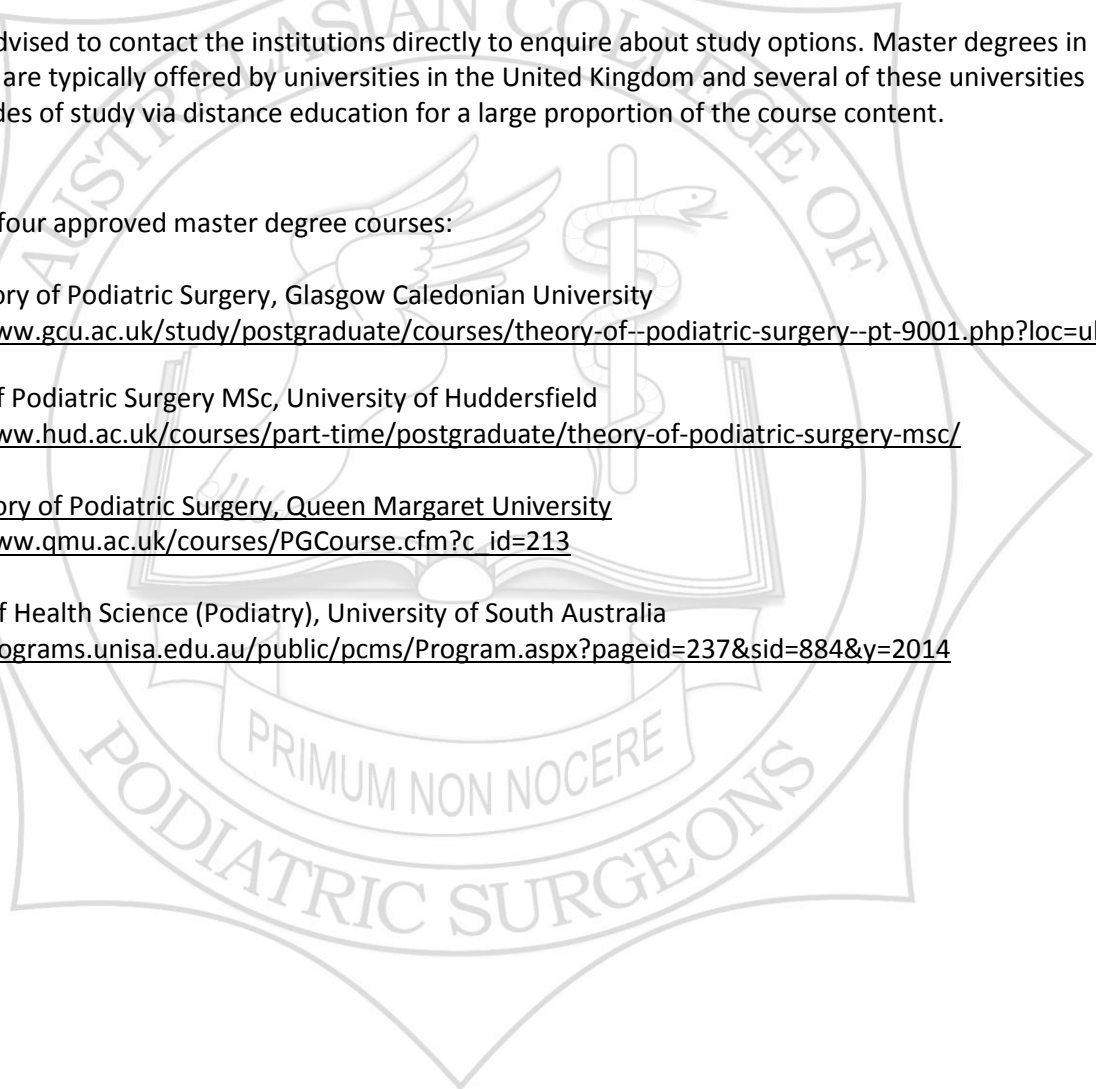 dvised to contact the institutions directly to enquire about study options. Master degrees in
are typically offered by universities in the United Kingdom and several of these universities
des of study via distance education for a large proportion of the course content.
four approved master degree courses:
ory of Podiatric Surgery, Glasgow Caledonian University
ww.gcu.ac.uk/study/postgraduate/courses/theory-of--podiatric-surgery--pt-9001.php?loc=u
f Podiatric Surgery MSc, University of Huddersfield
ww.hud.ac.uk/courses/part-time/postgraduate/theory-of-podiatric-surgery-msc/
ory of Podiatric Surgery, Queen Margaret University
ww.qmu.ac.uk/courses/PGCourse.cfm?c_id=213
f Health Science (Podiatry), University of South Australia
ograms.unisa.edu.au/public/pcms/Program.aspx?pageid=237&sid=884&y=2014
AUSTRALASIAN COLLEGE OF
PRIMUM NON NOCERE
PODIATRIC SURGEONS